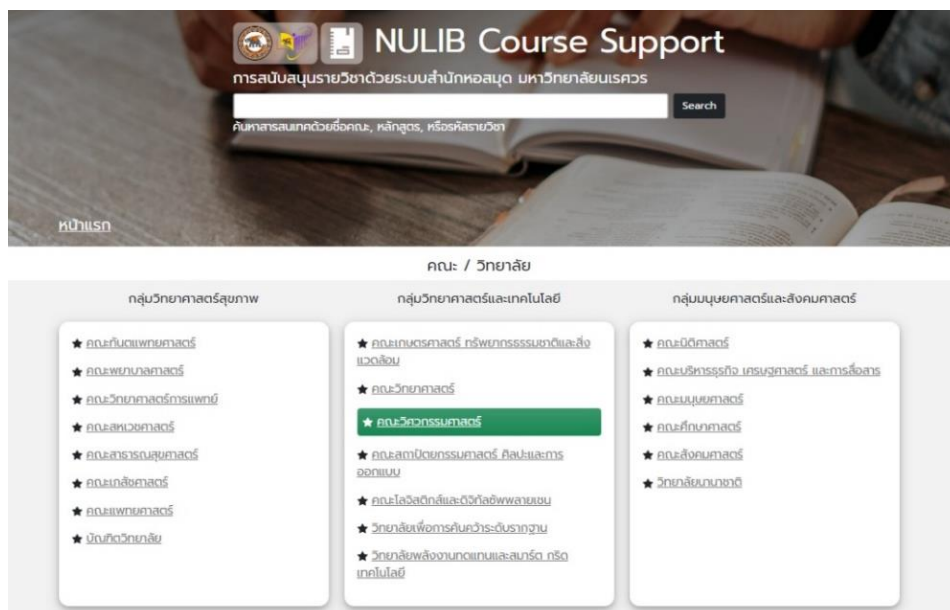 NULIB Course Support
การสนับสนุนรายวิชาด้วยระบบสำนักหอสมุด มหาวิทยาลัยนเรศวร
Search
ค้นหาสารสนเทศด้วยชื่อคณะ, หลักสูตร, หรือรหัสรายวิชา
หน้าแรก
คณะ / วิทยาลัย
กลุ่มวิทยาศาสตร์สุขภาพ
คณะทันตแพทยศาสตร์
คณะพยาบาลศาสตร์
คณะวิทยาศาสตร์การแพทย์
คณะสหเวชศาสตร์
คณะสาธารณสุขศาสตร์
คณะเภสัชศาสตร์
คณะแพทยศาสตร์
บัณฑิตวิทยาลัย
กลุ่มวิทยาศาสตร์และเทคโนโลยี
คณะเกษตรศาสตร์ ทรัพยากรธรรมชาติและสิ่ง
แวดล้อม
คณะวิทยาศาสตร์
คณะวิศวกรรมศาสตร์
คณะสถาปัตยกรรมศาสตร์ ศิลปะและการ
ออกแบบ
คณะโลจิสติกส์และดิจิทัลซัพพลายเชน
วิทยาลัยเพื่อการค้นคว้าระดับรากฐาน
วิทยาลัยพลังงานทดแทนและสมาร์ต กริด
เทคโนโลยี
กลุ่มมนุษยศาสตร์และสังคมศาสตร์
คณะนิติศาสตร์
คณะบริหารธุรกิจ เศรษฐศาสตร์ และการสื่อสาร
คณะมนุษยศาสตร์
คณะศึกษาศาสตร์
คณะสังคมศาสตร์
วิทยาลัยนานาชาติ